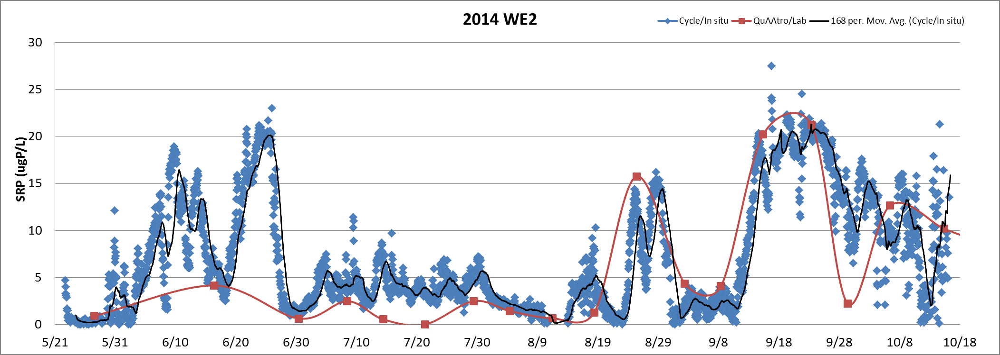 2014 WE2
Cycle/In situ
QuAAtro/Lab
168 per. Mov. Avg. (Cycle/In situ)
SRP (ugP/L)
30
25
20
15
10
5
0
5/21 5/31 6/10 6/20 6/30 7/10 7/20 7/30 8/9 8/19 8/29 9/8 9/18 9/28 10/8 10/18